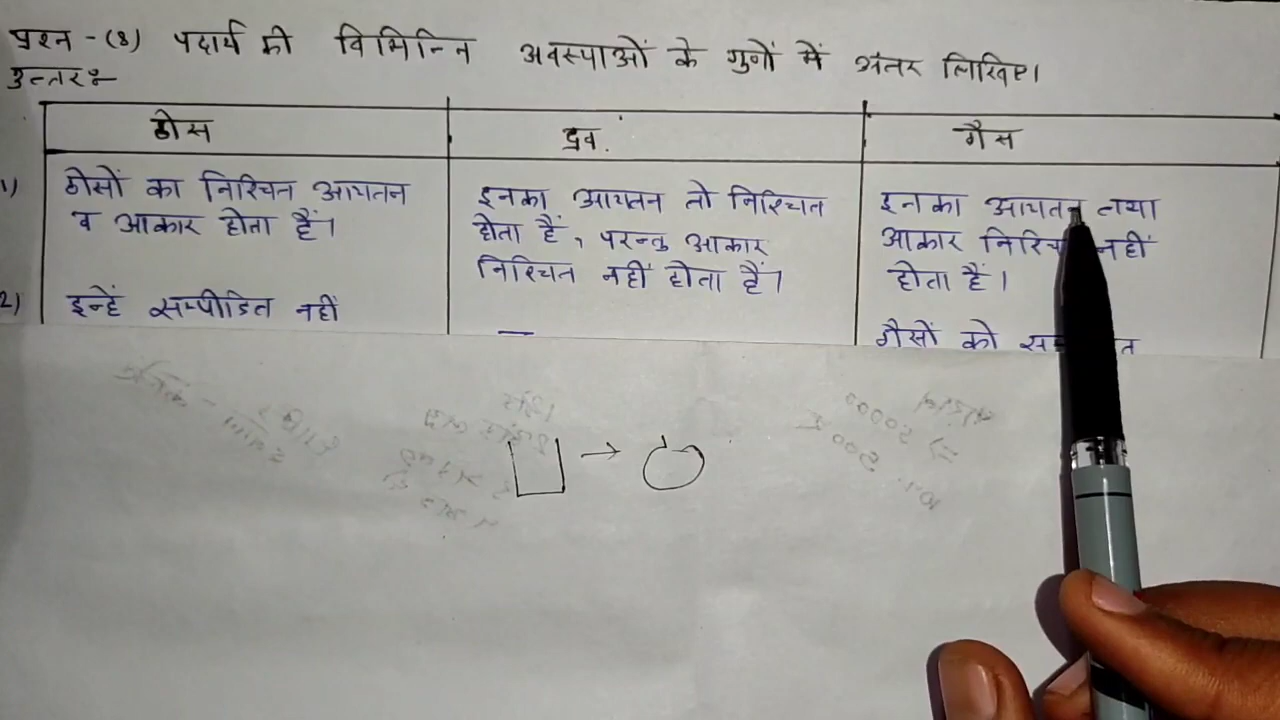 प्रश्न - (8) पदार्थ की विभिन्नि अवस्थाओं के गुणों में अंतर लिखिए।
उत्तर:-
ठोस
द्रव.
गैस
1)
ठोसों का निश्चित आयतन
व आकार होता हैं।
इनका आयतन तो निश्चित
होता हैं, परन्तु आकार
निश्चित नहीं होता हैं।
इनका आयतन तथा
आकार नहीं
होता हैं।
2)
इन्हें सम्पीडित नहीं
गैसों को